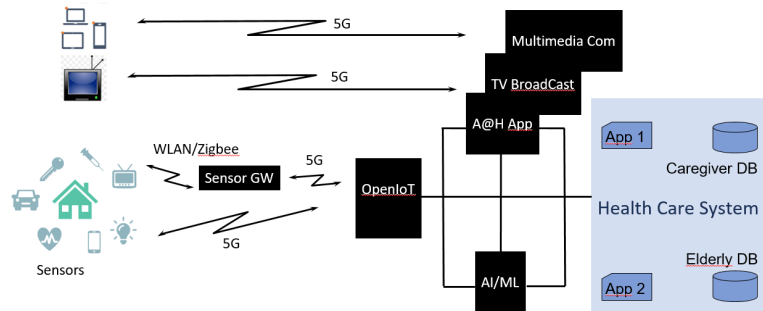 5G
Multimedia Com
5G
TV BroadCast
A@H App
App 1
WLAN/Zigbee
Caregiver DB
5G
Sensor GW
OpenIoT
Health Care System
5G
Elderly DB
Sensors
AI/ML
App 2